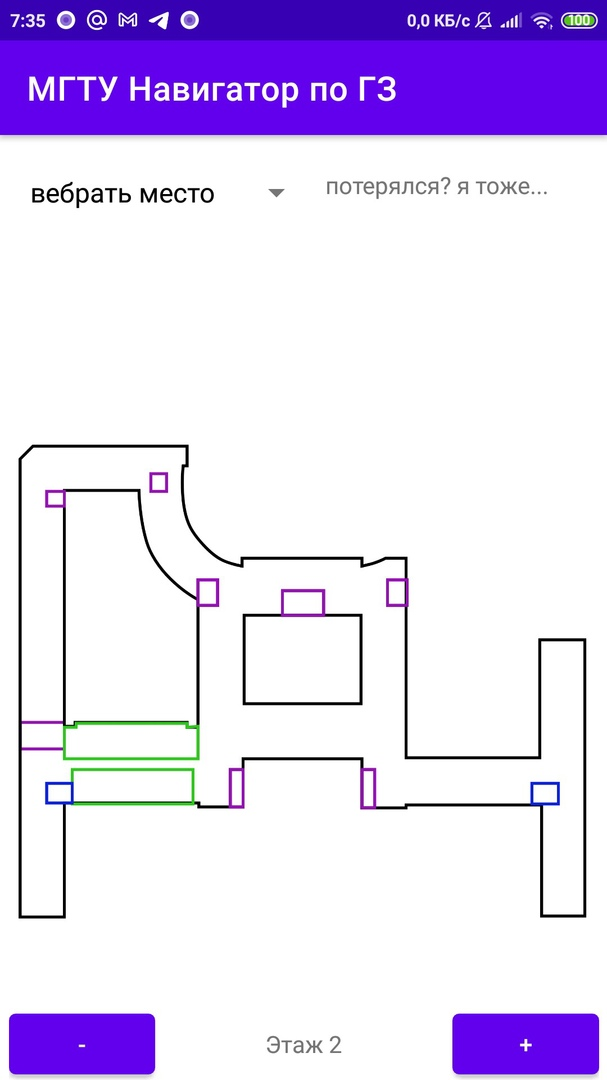 7:35 0,0 КБ/с 100
МГТУ Навигатор по ГЗ
вебрать место
потерялся? я тоже...
- Этаж 2 +